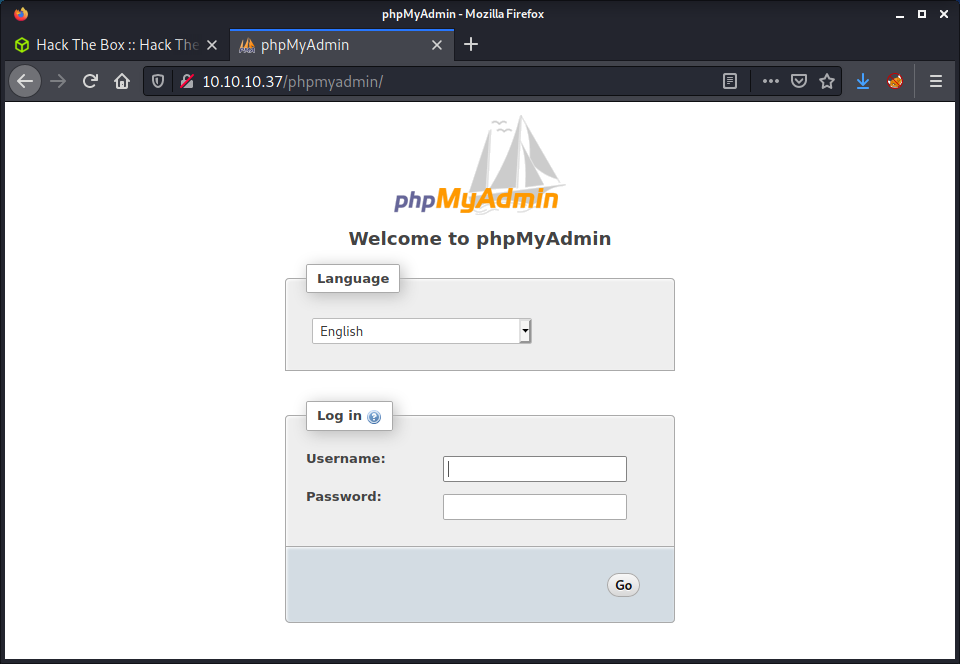 phpMyAdmin - Mozilla Firefox
Hack The Box :: Hack The
phpMyAdmin
10.10.10.37/phpmyadmin/
phpMyAdmin
Welcome to phpMyAdmin
Language
English
Log in
Username:
Password:
Go